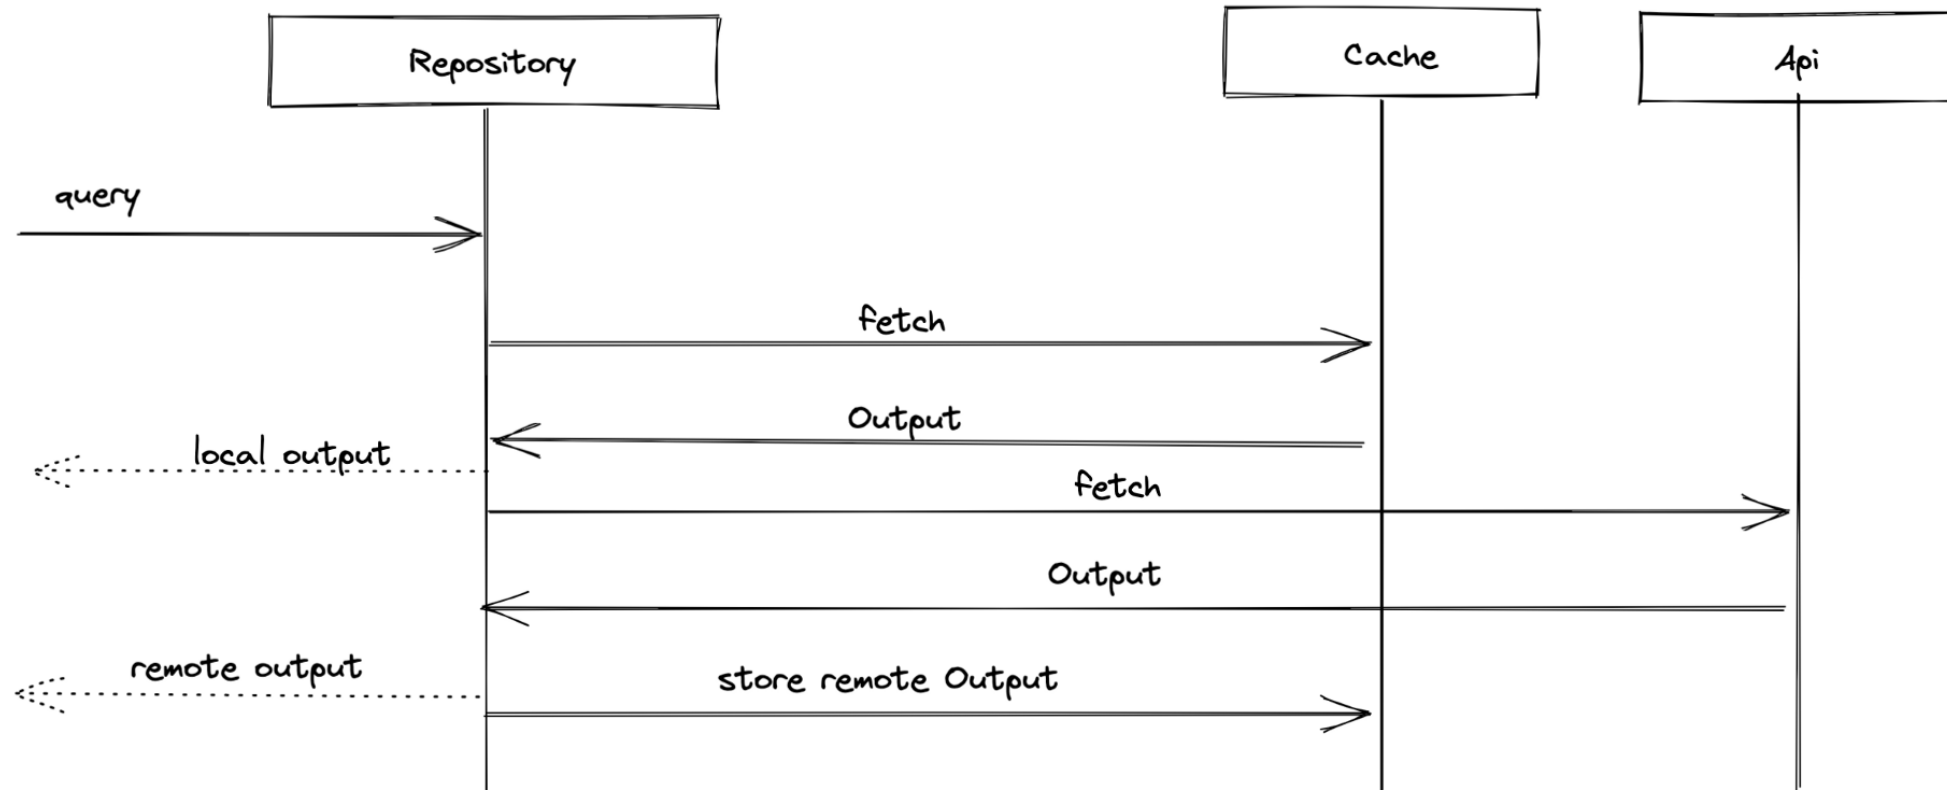 Repository
Cache
Api
query
fetch
Output
local output
fetch
Output
remote output
store remote Output